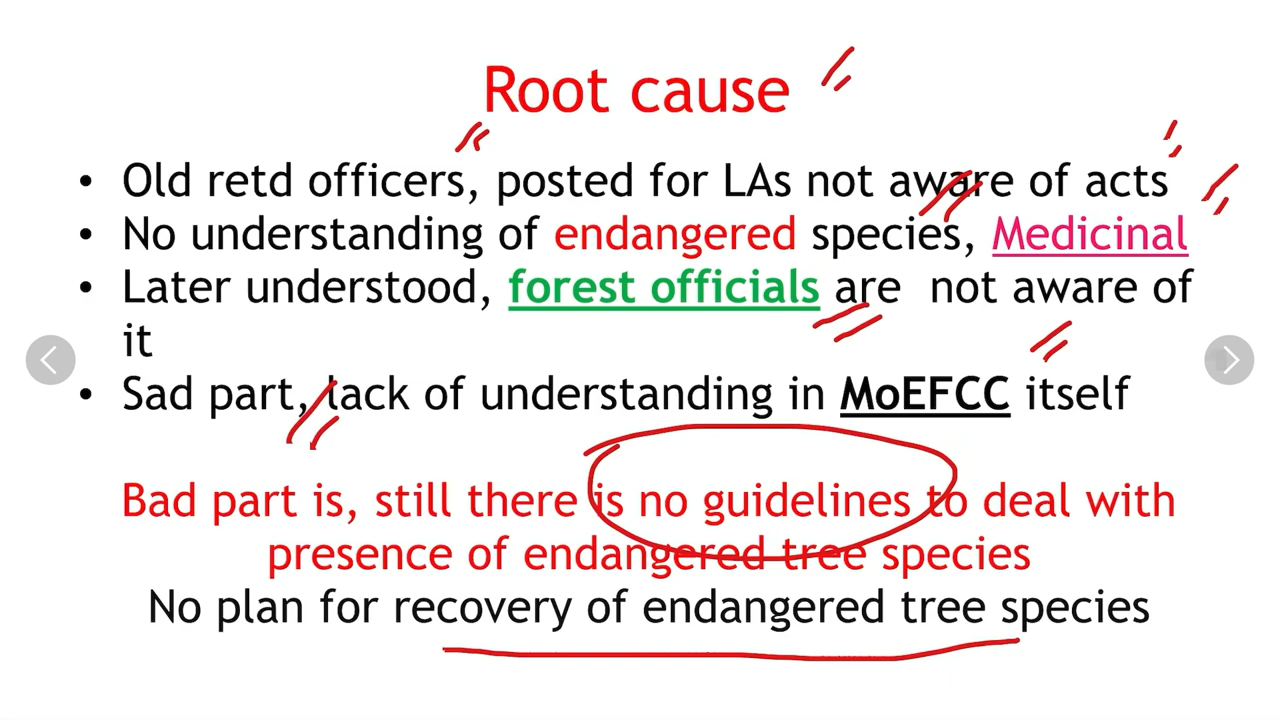 Root cause
• Old retd officers, posted for LAs not aware of acts
• No understanding of endangered species, Medicinal
• Later understood, forest officials are not aware of
it
• Sad part, lack of understanding in MoEFCC itself
Bad part is, still there is no guidelines to deal with
presence of endangered tree species
No plan for recovery of endangered tree species